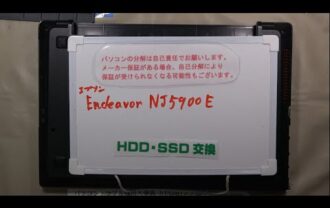 パソコンの分解は自己責任でお願いします。
メーカー保証がある場合、自己分解により
保証が受けられなくなる可能性もございます。
エプソン
Endeavor NJ5900E
HDD・SSD 交換